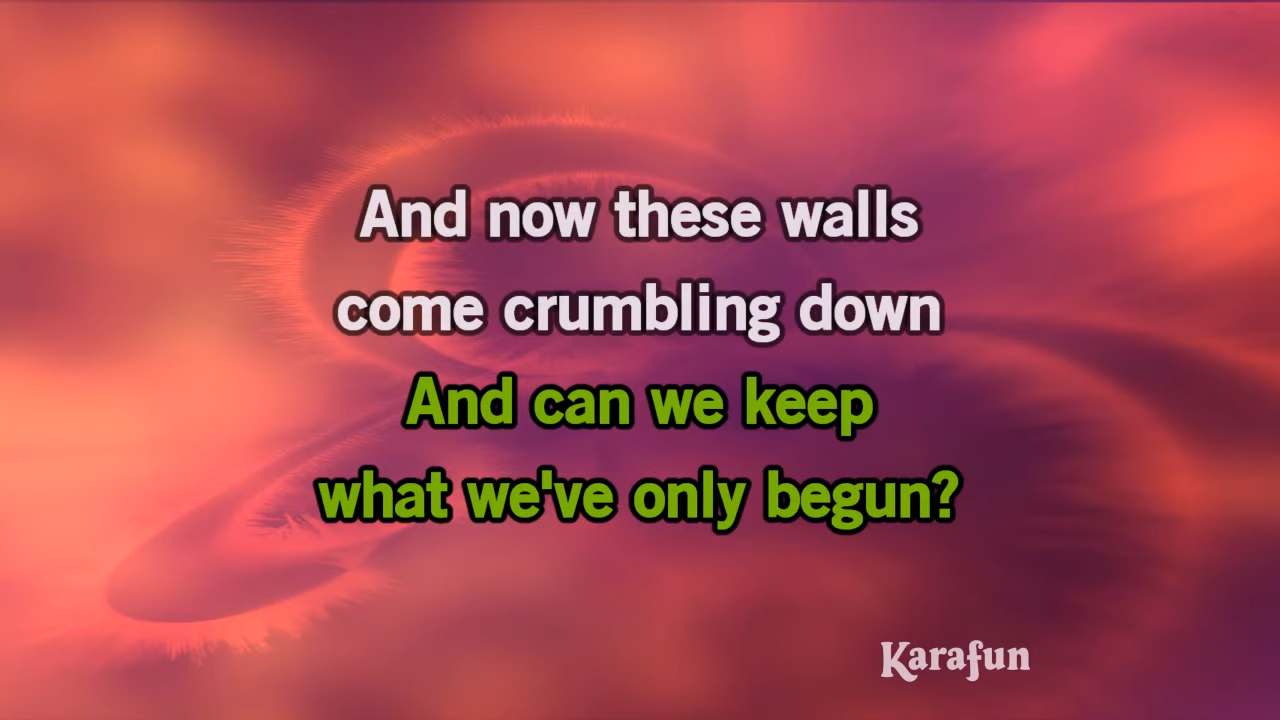 And now these walls
come crumbling down
And can we keep
what we've only begun?
Karafun